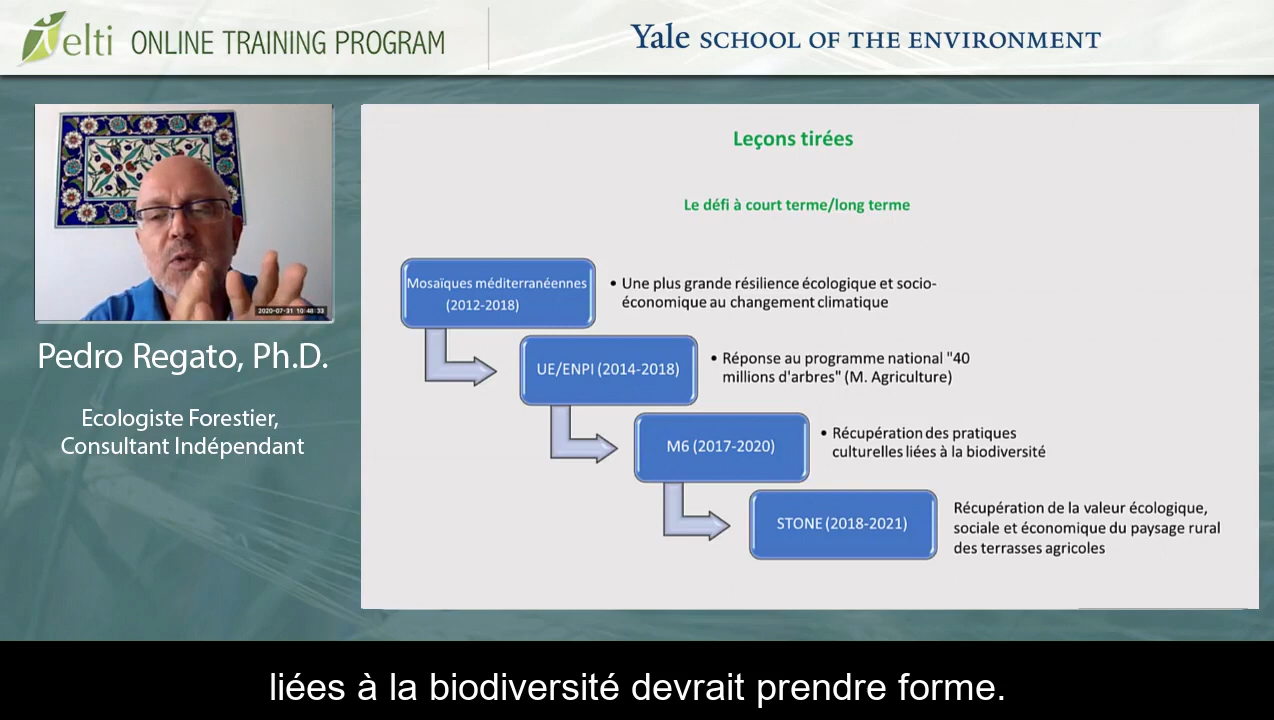 elti ONLINE TRAINING PROGRAM
Yale SCHOOL OF THE ENVIRONMENT
2020-07-31 10:48:33
Pedro Regato, Ph.D.
Ecologiste Forestier,
Consultant Indépendant
Leçons tirées
Le défi à court terme/long terme
Mosaïques méditerranéennes
(2012-2018)
• Une plus grande résilience écologique et socio-
économique au changement climatique
UE/ENPI (2014-2018)
• Réponse au programme national "40
millions d'arbres" (M. Agriculture)
M6 (2017-2020)
• Récupération des pratiques
culturelles liées à la biodiversité
STONE (2018-2021)
Récupération de la valeur écologique,
sociale et économique du paysage rural
des terrasses agricoles
liées à la biodiversité devrait prendre forme.